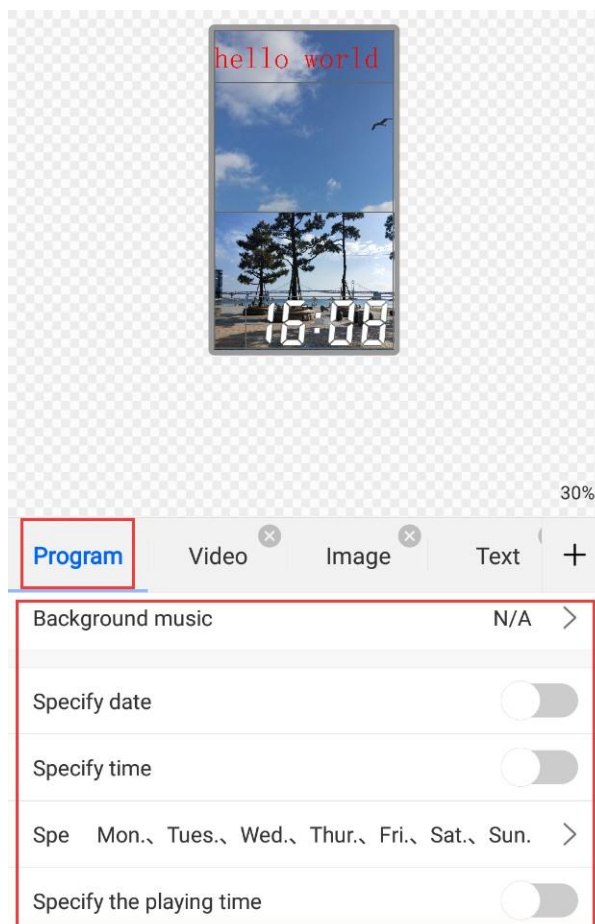 hello world
16:08
30%
Program Video Image Text +
Background music N/A
Specify date
Specify time
Spe Mon.、Tues.、Wed.、Thur.、Fri.、Sat.、Sun.
Specify the playing time